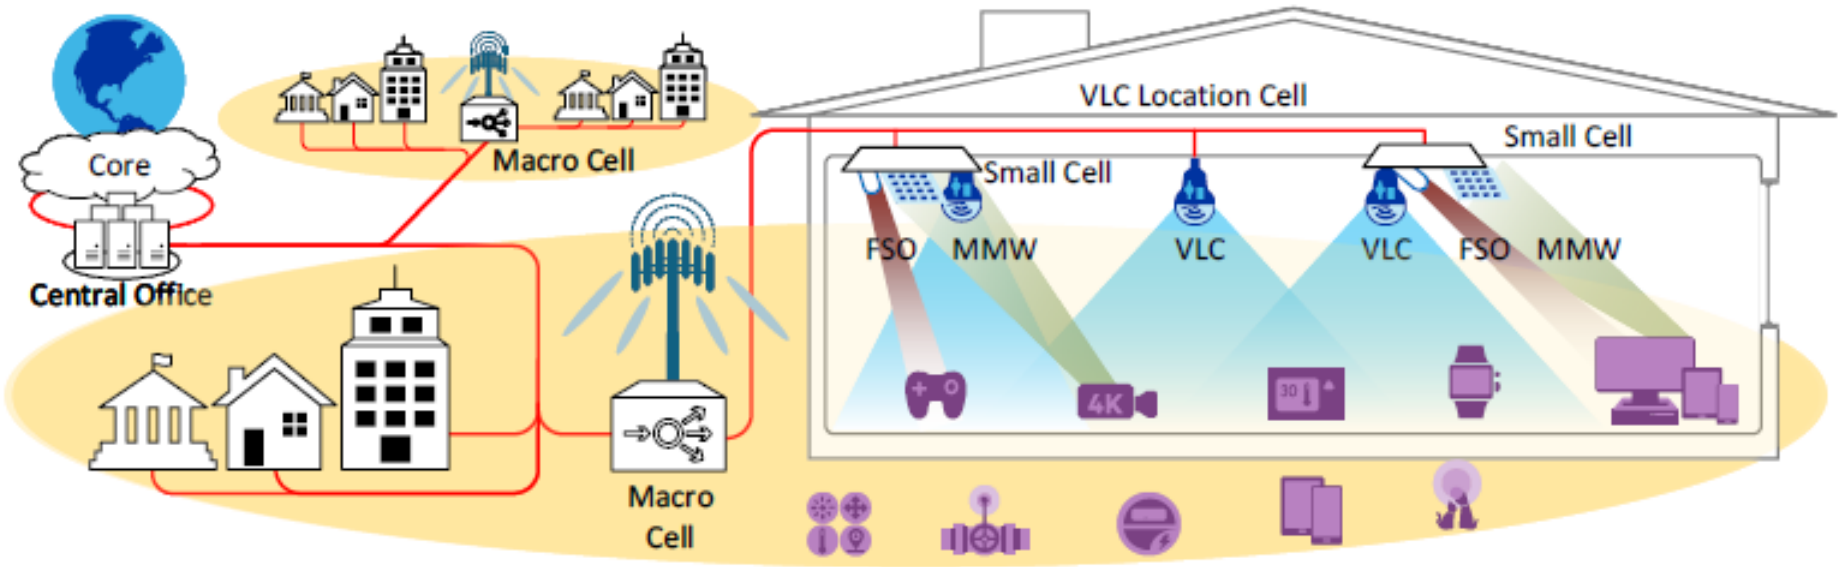 Core
Central Office
Macro Cell
Macro
Cell
VLC Location Cell
Small Cell
Small Cell
FSO
MMW
VLC
VLC
FSO
MMW
4K
30